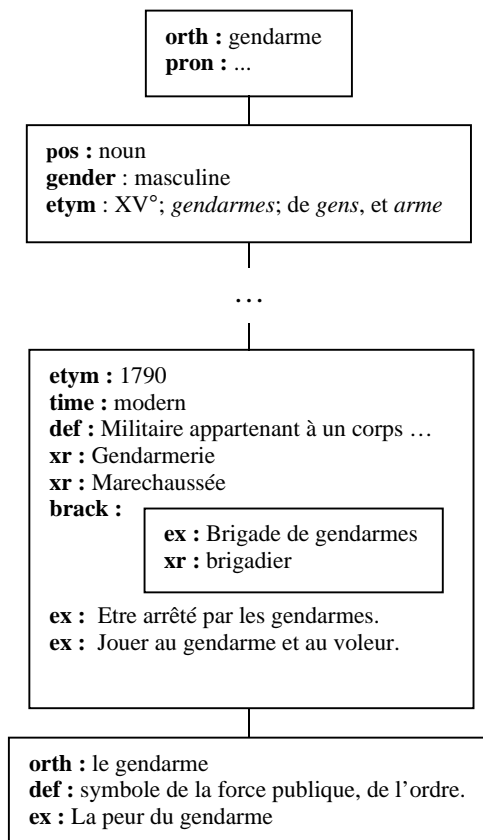 orth : gendarme
pron : ...
pos : noun
gender : masculine
etym : XV°; gendarmes; de gens, et arme
…
etym : 1790
time : modern
def : Militaire appartenant à un corps …
xr : Gendarmerie
xr : Marechaussée
brack :
ex : Brigade de gendarmes
xr : brigadier
ex : Etre arrêté par les gendarmes.
ex : Jouer au gendarme et au voleur.
orth : le gendarme
def : symbole de la force publique, de l’ordre.
ex : La peur du gendarme